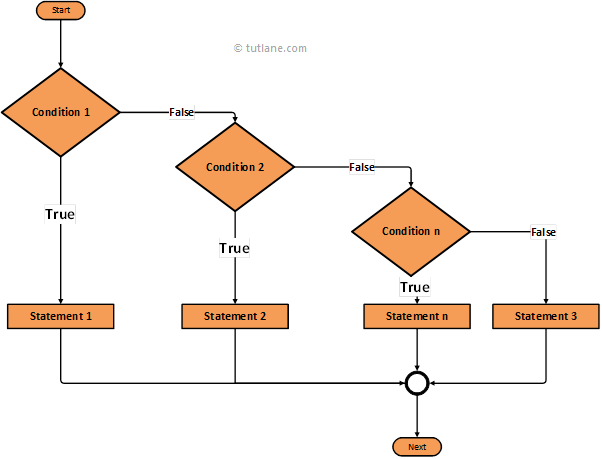 Start
© tutlane.com
Condition 1
False
Condition 2
False
Condition n
False
True
True
True
Statement 1
Statement 2
Statement n
Statement 3
Next